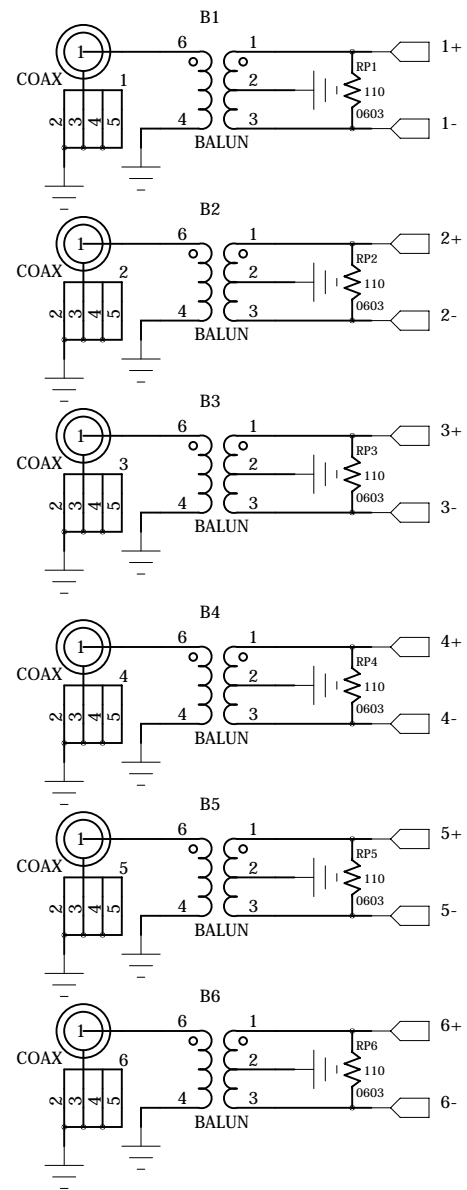 B1
1 6 1 1+
COAX 1 2 RP1
110
2 3 4 5 4 3 0603 1-
BALUN
B2
1 6 1 2+
COAX 2 2 RP2
110
2 3 4 5 4 3 0603 2-
BALUN
B3
1 6 1 3+
COAX 3 2 RP3
110
2 3 4 5 4 3 0603 3-
BALUN
B4
1 6 1 4+
COAX 4 2 RP4
110
2 3 4 5 4 3 0603 4-
BALUN
B5
1 6 1 5+
COAX 5 2 RP5
110
2 3 4 5 4 3 0603 5-
BALUN
B6
1 6 1 6+
COAX 6 2 RP6
110
2 3 4 5 4 3 0603 6-
BALUN